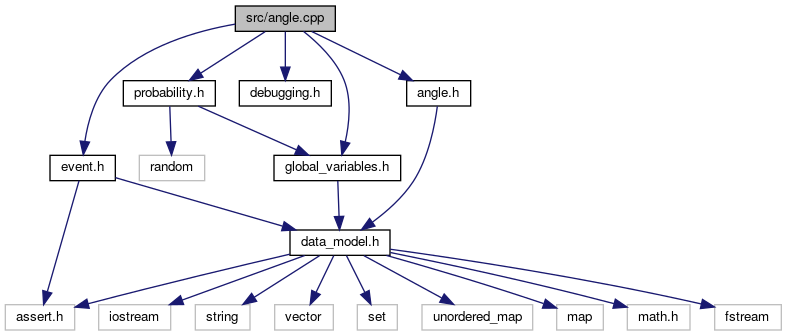 src/angle.cpp
probability.h
debugging.h
angle.h
event.h
random
global_variables.h
data_model.h
assert.h
iostream
string
vector
set
unordered_map
map
math.h
fstream